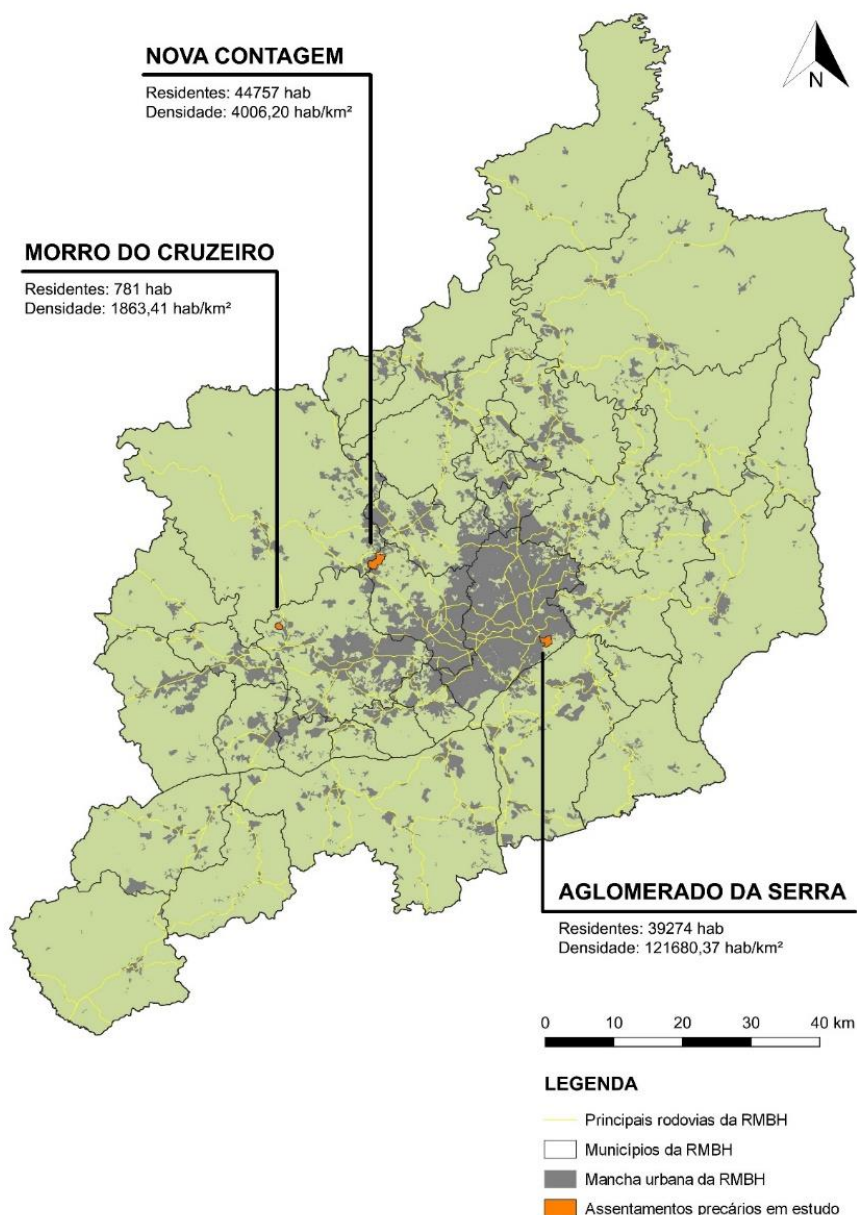 NOVA CONTAGEM
Residentes: 44757 hab
Densidade: 4006,20 hab/km²
N
MORRO DO CRUZEIRO
Residentes: 781 hab
Densidade: 1863,41 hab/km²
AGLOMERADO DA SERRA
Residentes: 39274 hab
Densidade: 121680,37 hab/km²
0 10 20 30 40 km
LEGENDA
Principais rodovias da RMBH
Municípios da RMBH
Mancha urbana da RMBH
Assentamentos precários em estudo